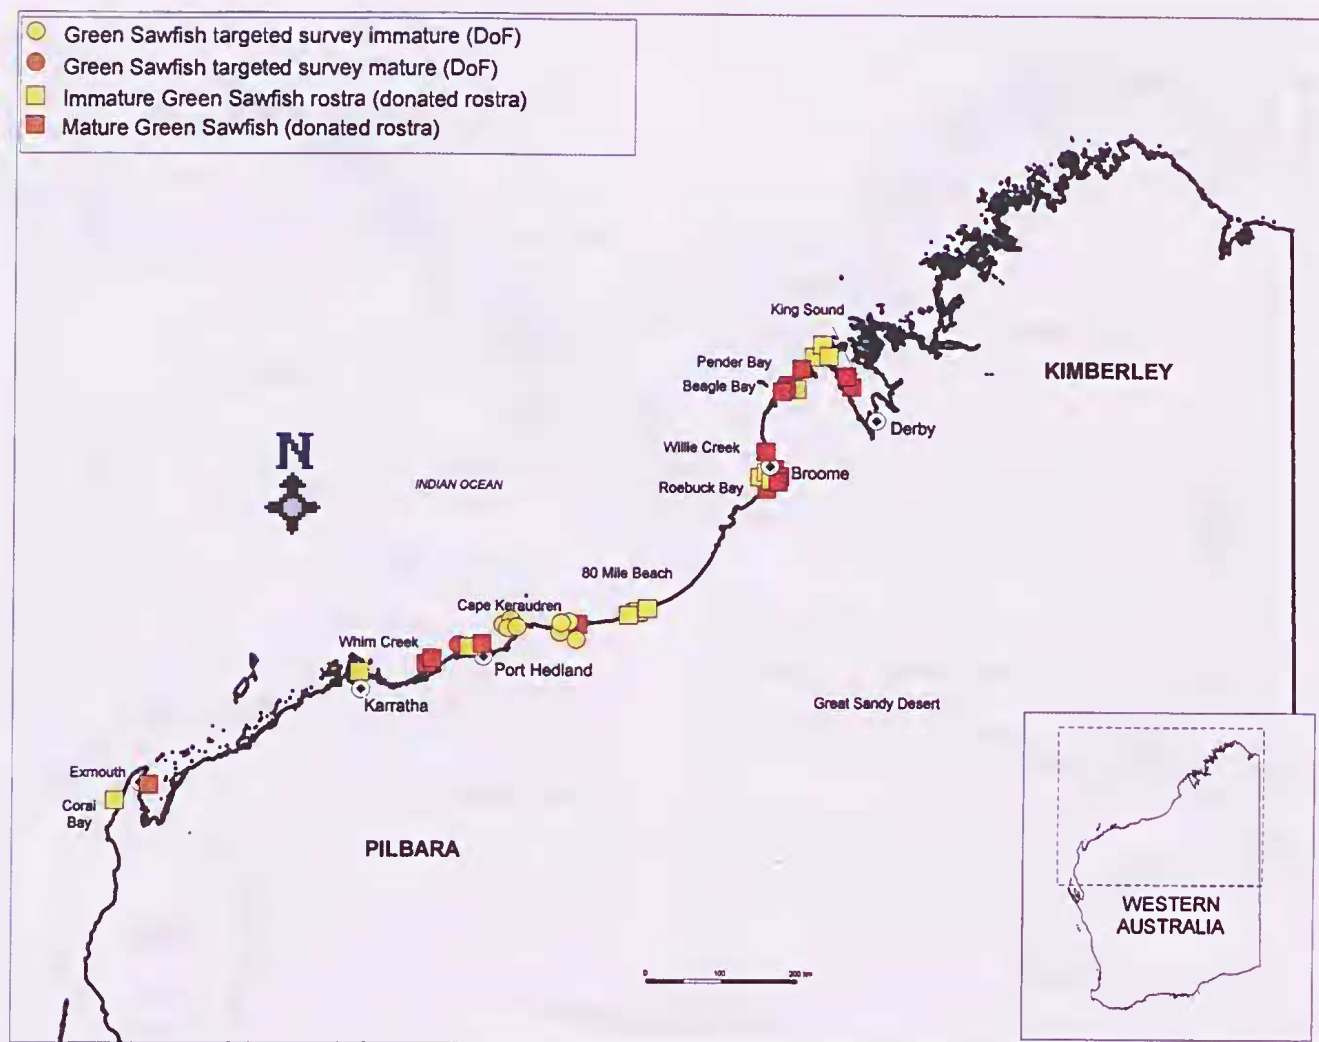 Green Sawfish targeted survey immature (DoF)
Green Sawfish targeted survey mature (DoF)
Immature Green Sawfish rostra (donated rostra)
Mature Green Sawfish (donated rostra)
King Sound
Pender Bay
KIMBERLEY
Beagle Bay
Derby
Willie Creek
N
Broome
INDIAN OCEAN
Roebuck Bay
80 Mile Beach
Cape Keraudren
Whim Creek
Port Hedland
Karratha
Great Sandy Desert
Exmouth
Coral
Bay
PILBARA
WESTERN
AUSTRALIA
0 100 200 km